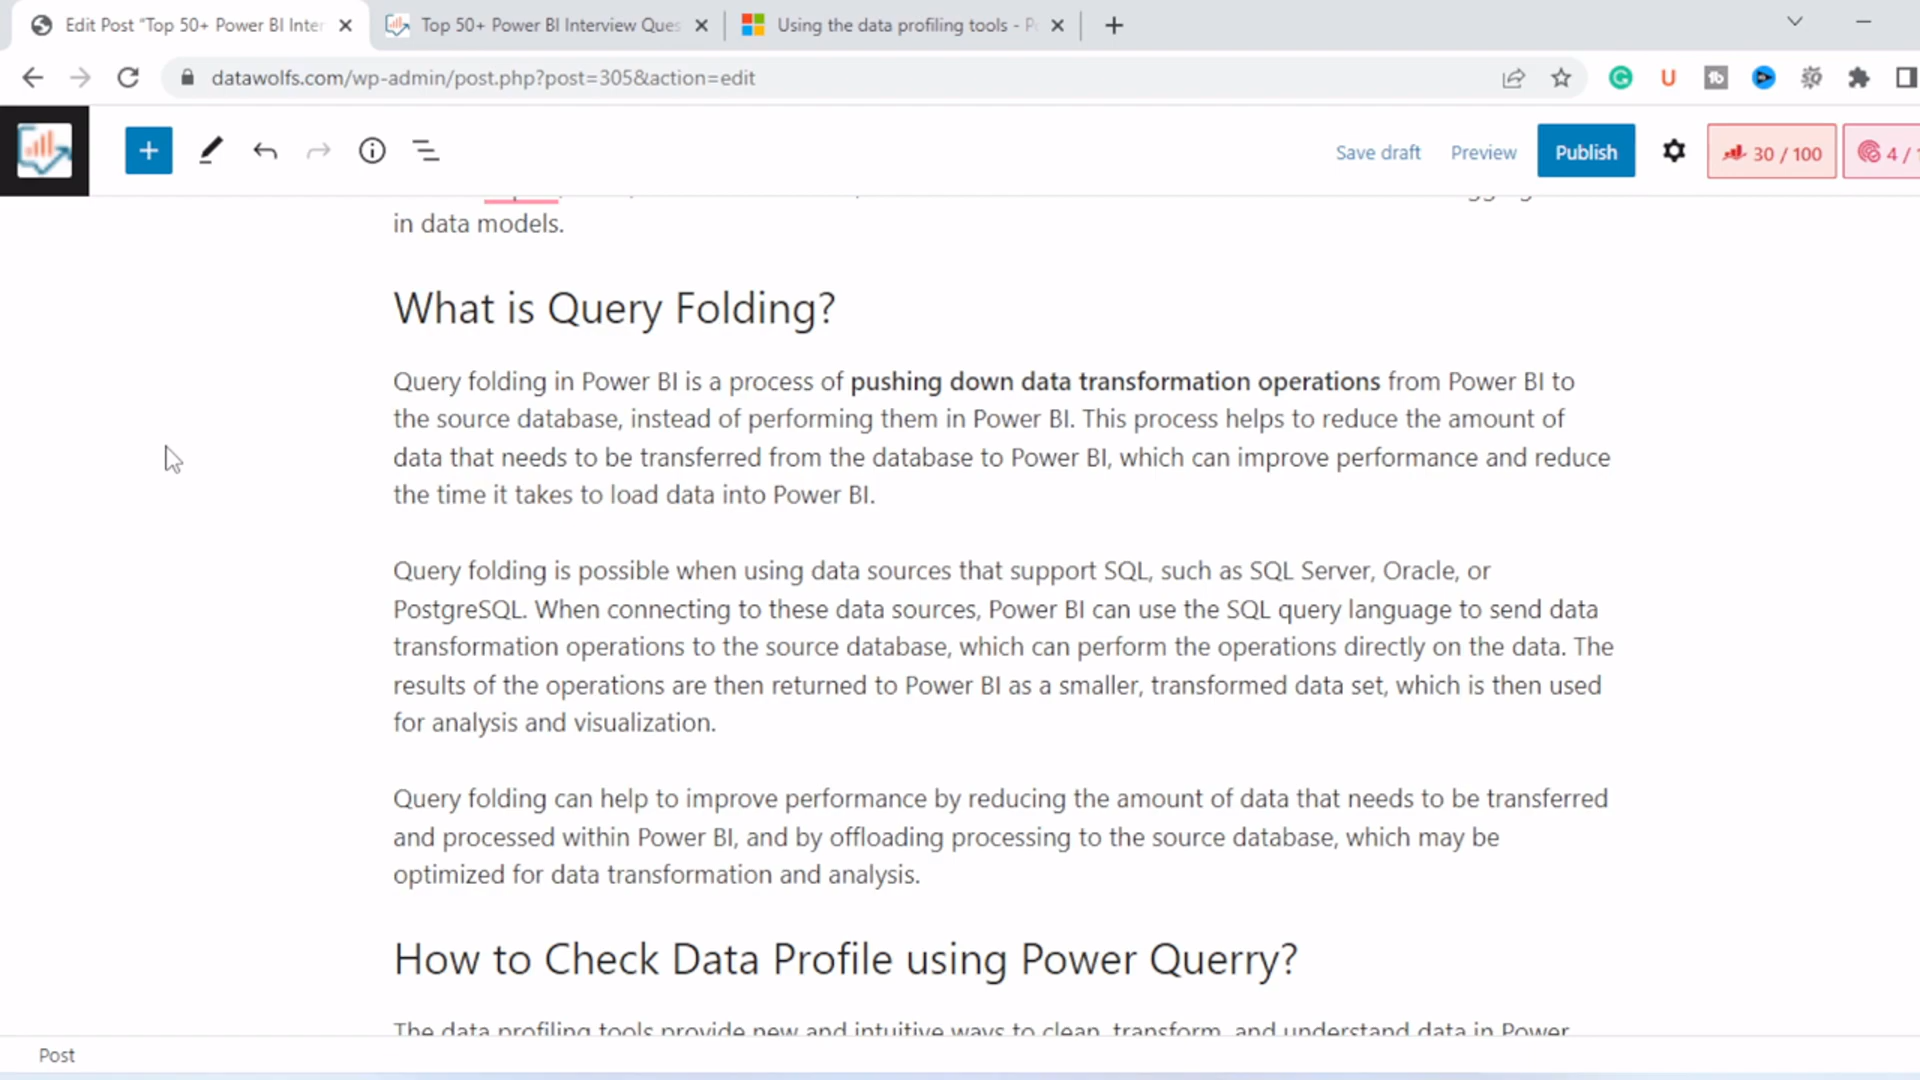 Edit Post "Top 50+ Power BI Inter
Top 50+ Power BI Interview Ques
Using the data profiling tools - P
datawolfs.com/wp-admin/post.php?post=305&action=edit
Save draft
Preview
Publish
30 / 100
4 / 1
in data models.
What is Query Folding?
Query folding in Power BI is a process of pushing down data transformation operations from Power BI to
the source database, instead of performing them in Power BI. This process helps to reduce the amount of
data that needs to be transferred from the database to Power BI, which can improve performance and reduce
the time it takes to load data into Power BI.
Query folding is possible when using data sources that support SQL, such as SQL Server, Oracle, or
PostgreSQL. When connecting to these data sources, Power BI can use the SQL query language to send data
transformation operations to the source database, which can perform the operations directly on the data. The
results of the operations are then returned to Power BI as a smaller, transformed data set, which is then used
for analysis and visualization.
Query folding can help to improve performance by reducing the amount of data that needs to be transferred
and processed within Power BI, and by offloading processing to the source database, which may be
optimized for data transformation and analysis.
How to Check Data Profile using Power Querry?
The data profiling tools provide new and intuitive ways to clean, transform, and understand data in Power
Post